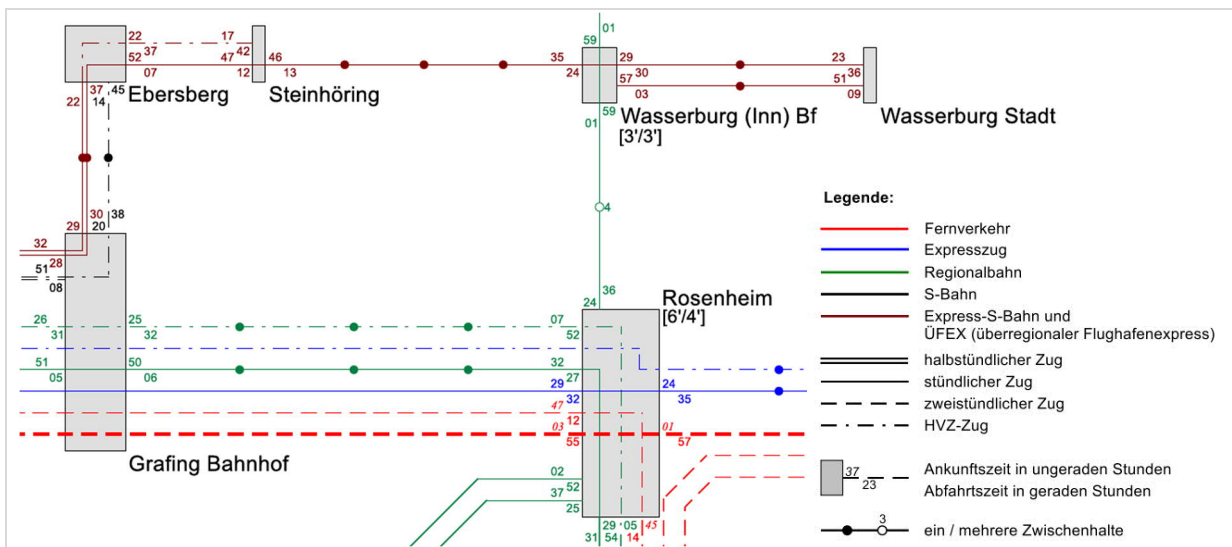 01
22 17 59
37 42
52 47 46 35 29 23
07 12 13 24 30 36
37 45 57 51
22 14 03 09
Ebersberg Steinhöring Wasserburg (Inn) Bf Wasserburg Stadt
01 59
[3'/3']
30 38
29 20
4
32
28
51
08
24 36
Rosenheim
[6'/4']
26 25 07
31 32 52
51 50 32
05 06 27
29 24
32 35
47
12
03 01
55 57
Grafing Bahnhof
02
52
37
25
29 05 45
31 54 14
Legende:
Fernverkehr
Expresszug
Regionalbahn
S-Bahn
Express-S-Bahn und
ÜFEX (überregionaler Flughafenexpress)
halbstündlicher Zug
stündlicher Zug
zweistündlicher Zug
HVZ-Zug
37 Ankunftszeit in ungeraden Stunden
23 Abfahrtszeit in geraden Stunden
3
ein / mehrere Zwischenhalte